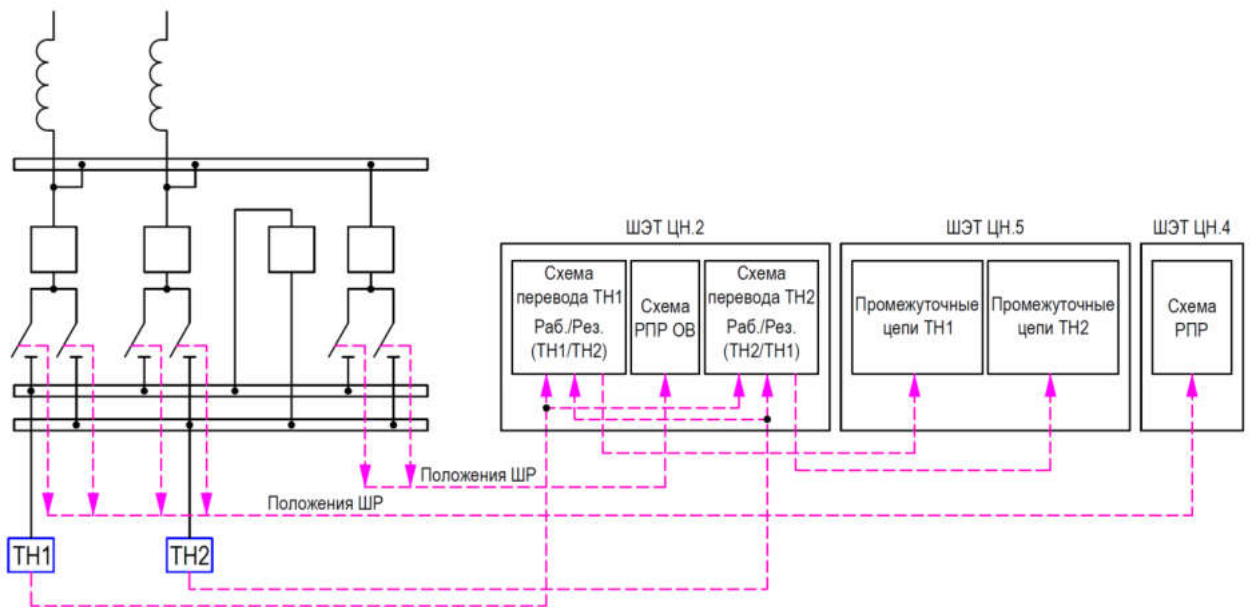 ШЭТ ЦН.2
ШЭТ ЦН.5
ШЭТ ЦН.4
Схема
перевода ТН1
Раб./Рез.
(ТН1/ТН2)
Схема
РПР ОВ
Схема
перевода ТН2
Раб./Рез.
(ТН2/ТН1)
Промежуточные
цепи ТН1
Промежуточные
цепи ТН2
Схема
РПР
Положения ШР
Положения ШР
ТН1
ТН2